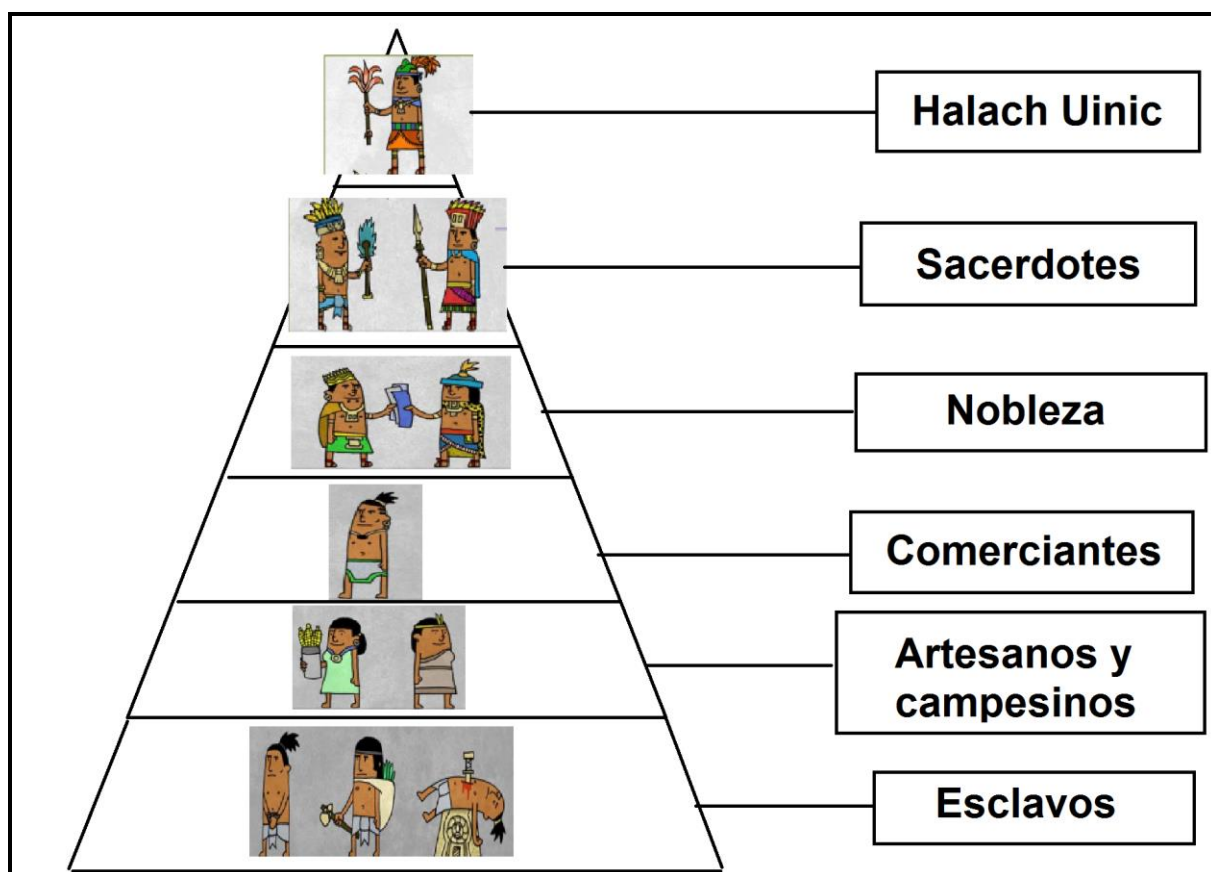 Halach Uinic
Sacerdotes
Nobleza
Comerciantes
Artesanos y
campesinos
Esclavos